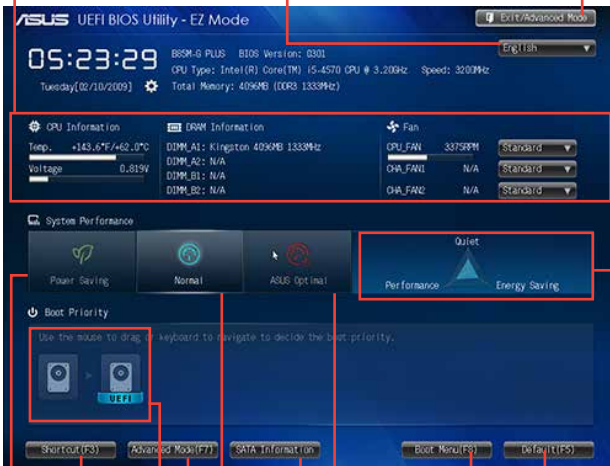 ASUS UEFI BIOS Utility - EZ Mode
Exit/Advanced Mode
English
05:23:29
Tuesday[02/10/2009]
B85M-G PLUS BIOS Version: 0301
CPU Type: Intel(R) Core(TM) i5-4570 CPU @ 3.20GHz Speed: 3200MHz
Total Memory: 4096MB (DDR3 1333MHz)
CPU Information
Temp. +143.6°F/+62.0°C
Voltage 0.819V
DRAM Information
DIMM_A1: Kingston 4096MB 1333MHz
DIMM_A2: N/A
DIMM_B1: N/A
DIMM_B2: N/A
Fan
CPU_FAN 3375RPM Standard
CHA_FAN1 N/A Standard
CHA_FAN2 N/A Standard
System Performance
Power Saving
Normal
ASUS Optimal
Quiet
Performance
Energy Saving
Boot Priority
Use the mouse to drag or keyboard to navigate to decide the boot priority.
UEFI
Shortcut(F3)
Advanced Mode(F7)
SATA Information
Boot Menu(F8)
Default(F5)